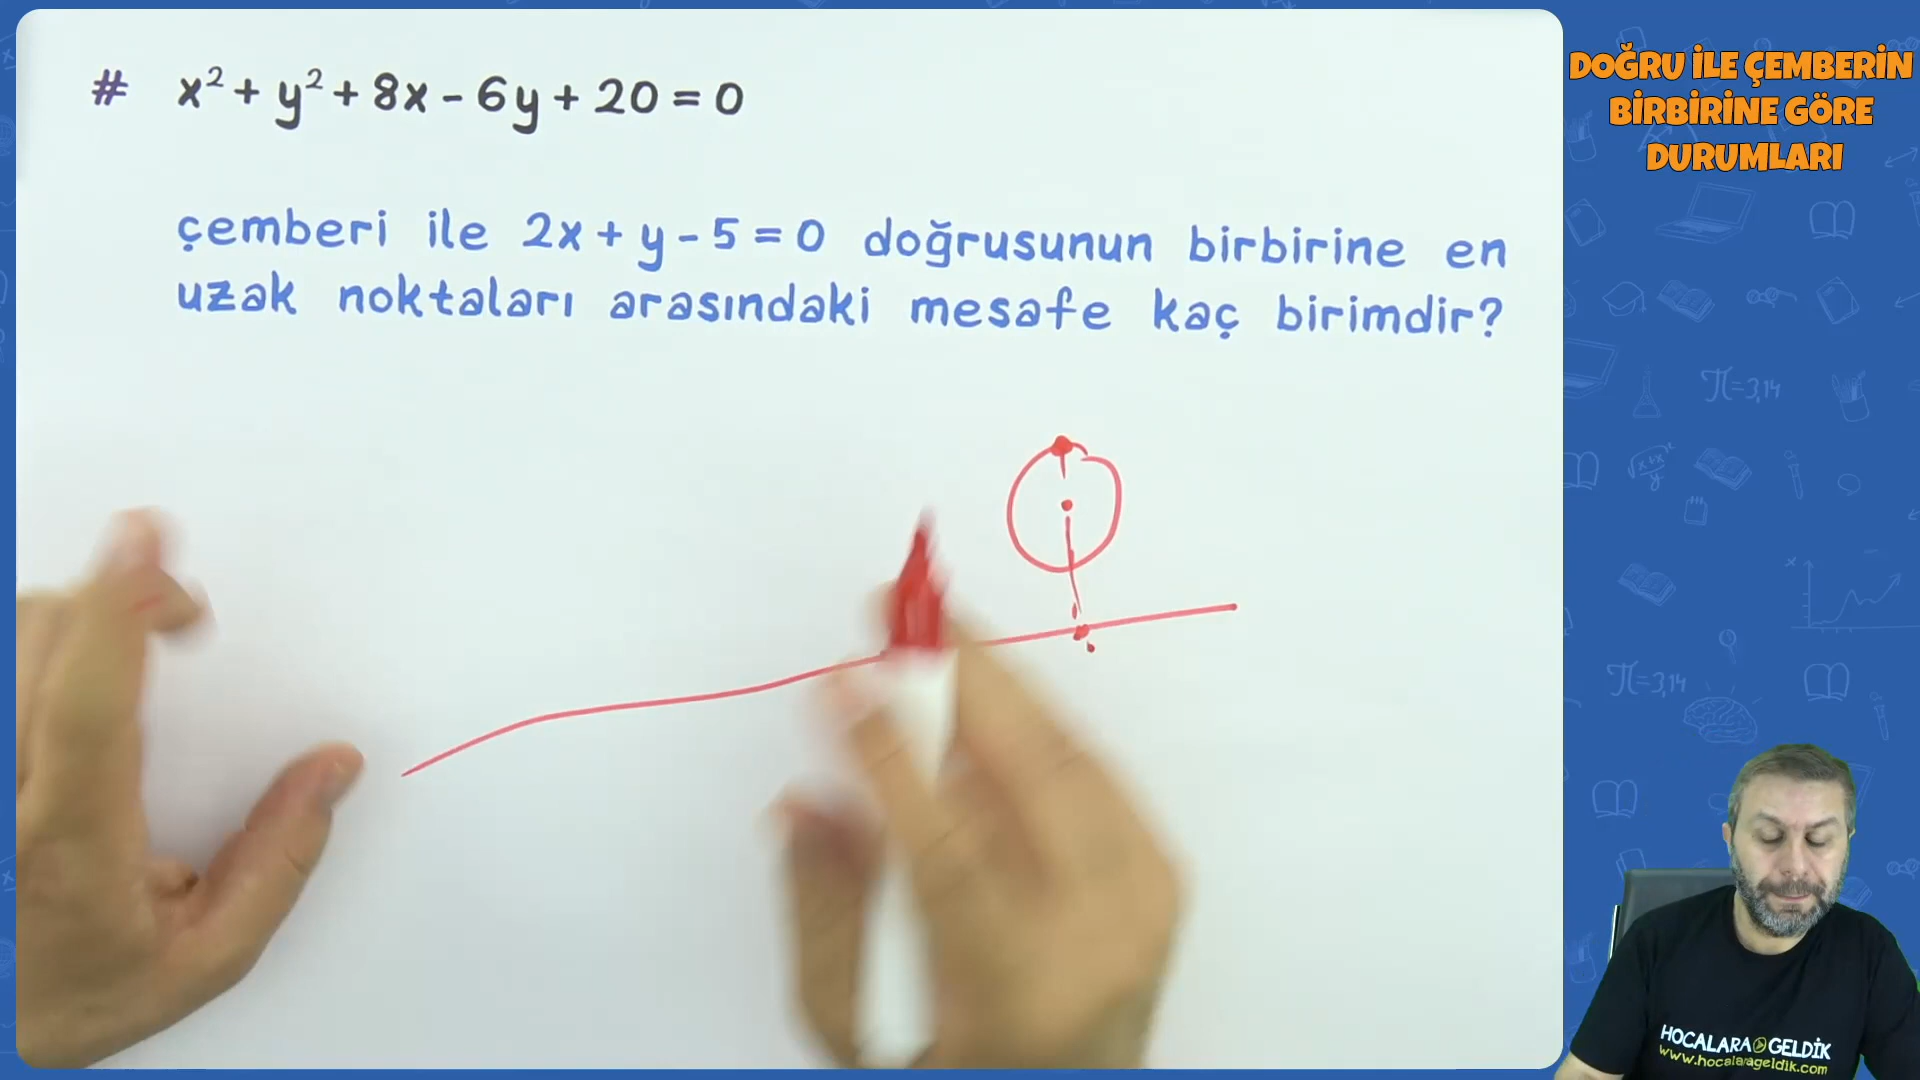 # x² + y² + 8x - 6y + 20 = 0
çemberi ile 2x + y - 5 = 0 doğrusunun birbirine en
uzak noktaları arasındaki mesafe kaç birimdir?
DOĞRU İLE ÇEMBERİN
BİRBİRİNE GÖRE
DURUMLARI
π=3,14
π=3,14
HOCALARA GELDİK
www.hocalarageldik.com